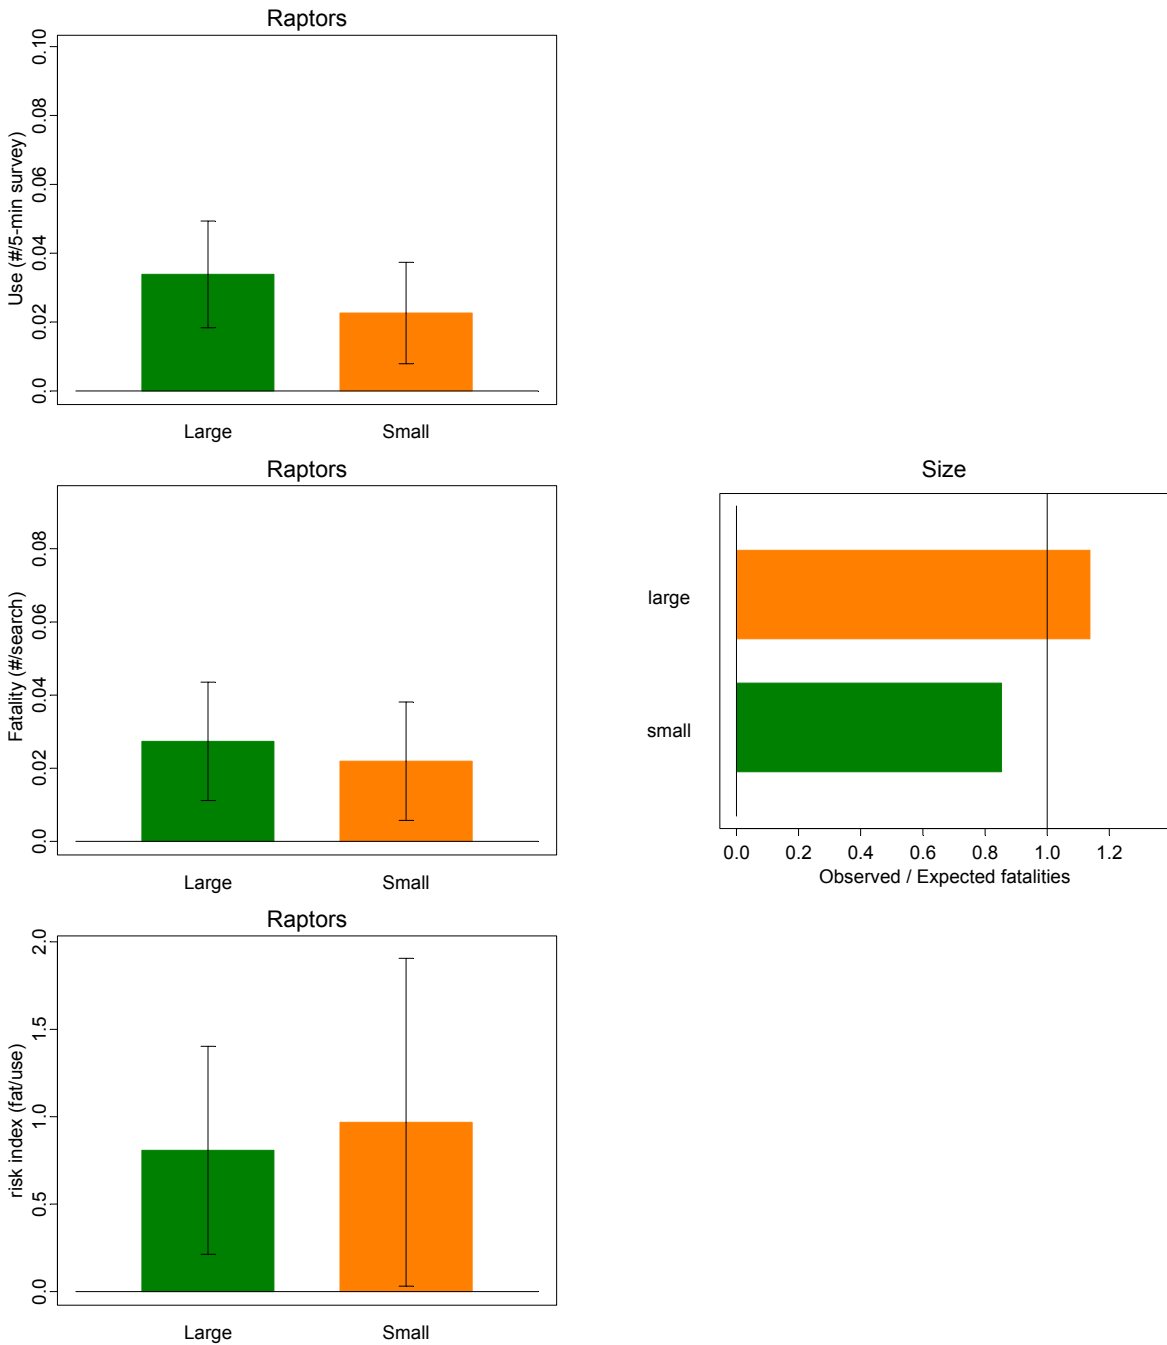 Raptors
Use (#/5-min survey)
0.10
0.08
0.06
0.04
0.02
0.0
Large Small
Raptors
Fatality (#/search)
0.08
0.06
0.04
0.02
0.0
Large Small
Size
large
small
0.0 0.2 0.4 0.6 0.8 1.0 1.2
Observed / Expected fatalities
Raptors
risk index (fat/use)
2.0
1.5
1.0
0.5
0.0
Large Small